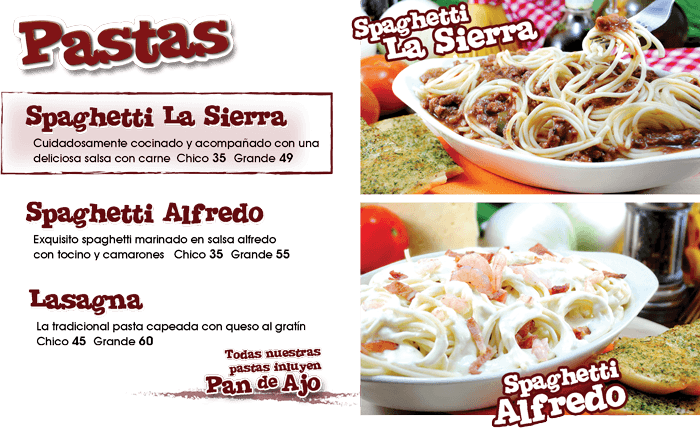 Pastas
Spaghetti La Sierra
Cuidadosamente cocinado y acompañado con una
deliciosa salsa con carne Chico 35 Grande 49
Spaghetti Alfredo
Exquisito spaghetti marinado en salsa alfredo
con tocino y camarones Chico 35 Grande 55
Lasagna
La tradicional pasta capeada con queso al gratín
Chico 45 Grande 60
Todas nuestras
pastas inluyen
Pan de Ajo
Spaghetti
La Sierra
Spaghetti
Alfredo